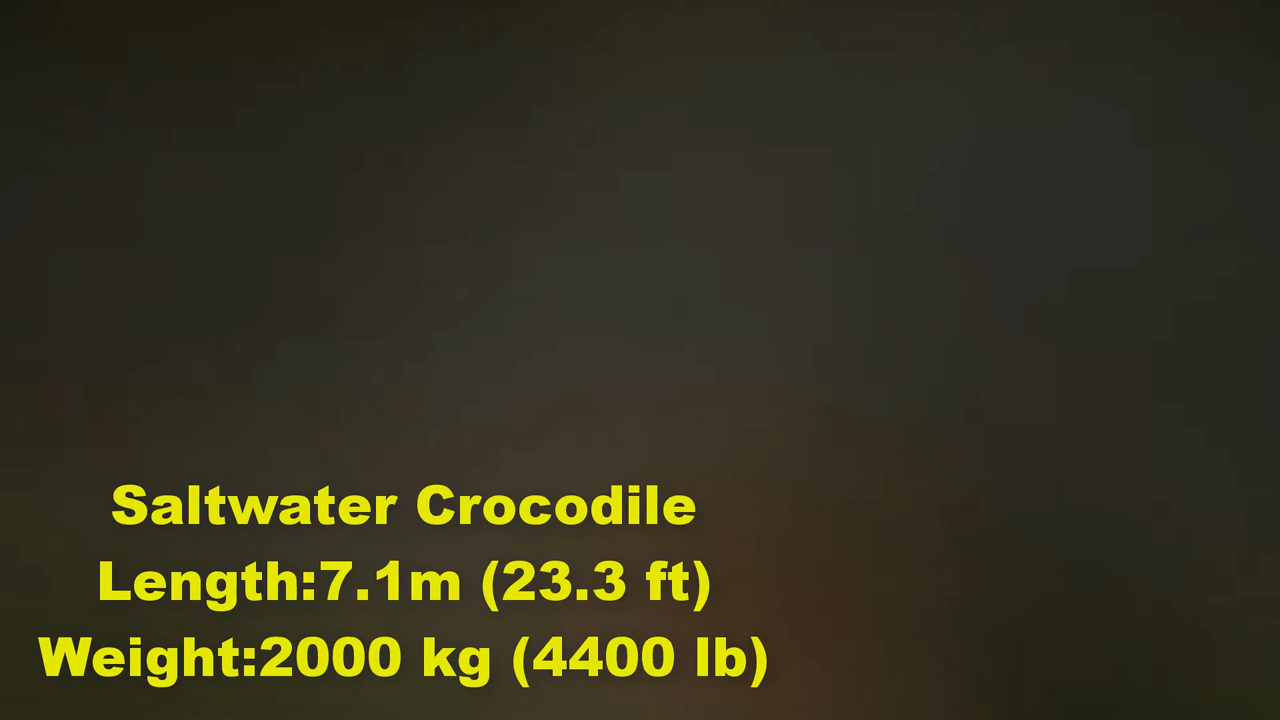 Saltwater Crocodile
Length:7.1m (23.3 ft)
Weight:2000 kg (4400 lb)